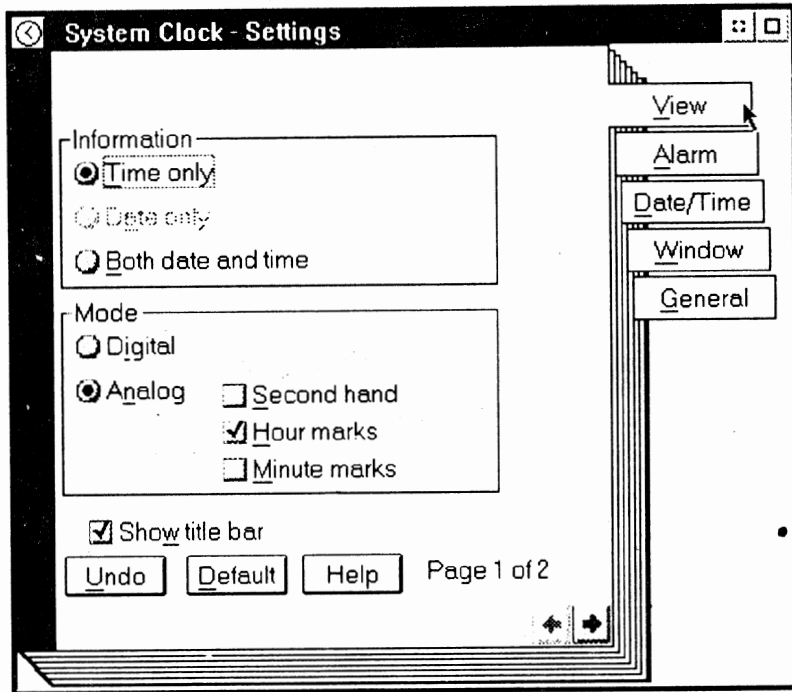 System Clock - Settings
View
Alarm
Date/Time
Window
General
Information
Time only
Date only
Both date and time
Mode
Digital
Analog
Second hand
Hour marks
Minute marks
Show title bar
Undo Default Help Page 1 of 2